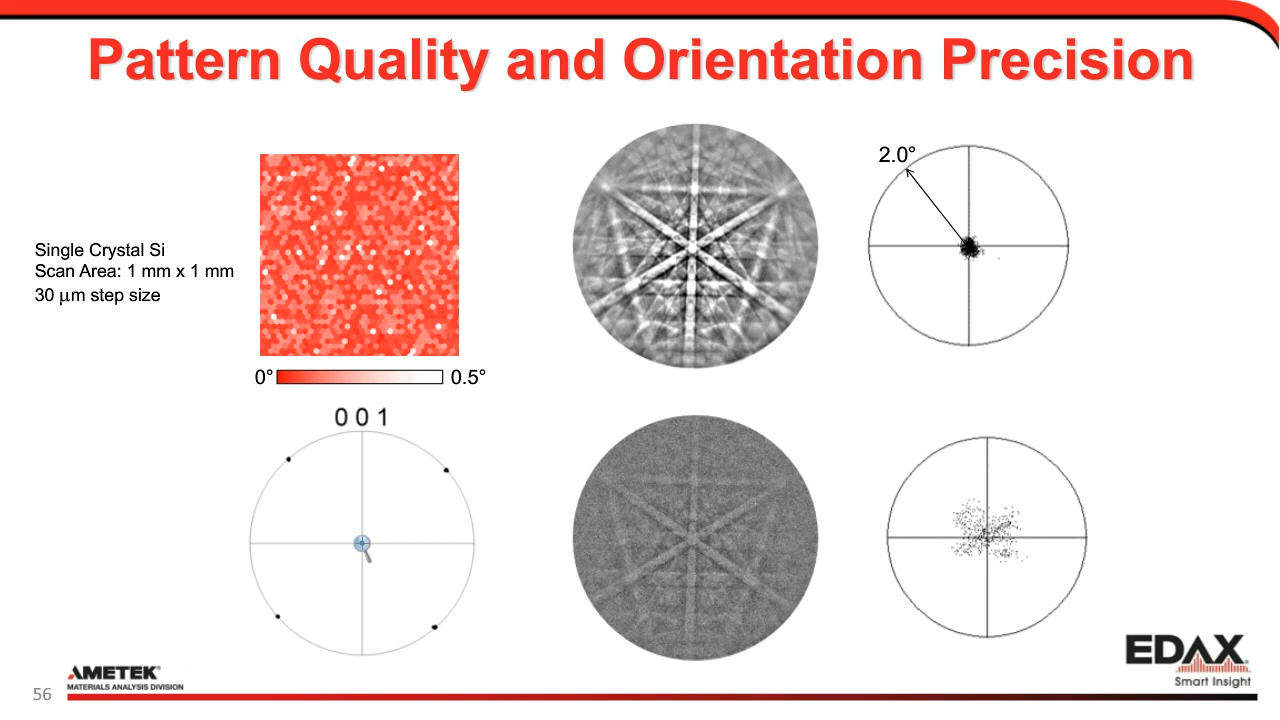 Pattern Quality and Orientation Precision
2.0°
Single Crystal Si
Scan Area: 1 mm x 1 mm
30 µm step size
0°
0.5°
0 0 1
56
AMETEK®
MATERIALS ANALYSIS DIVISION
EDAX
Smart Insight